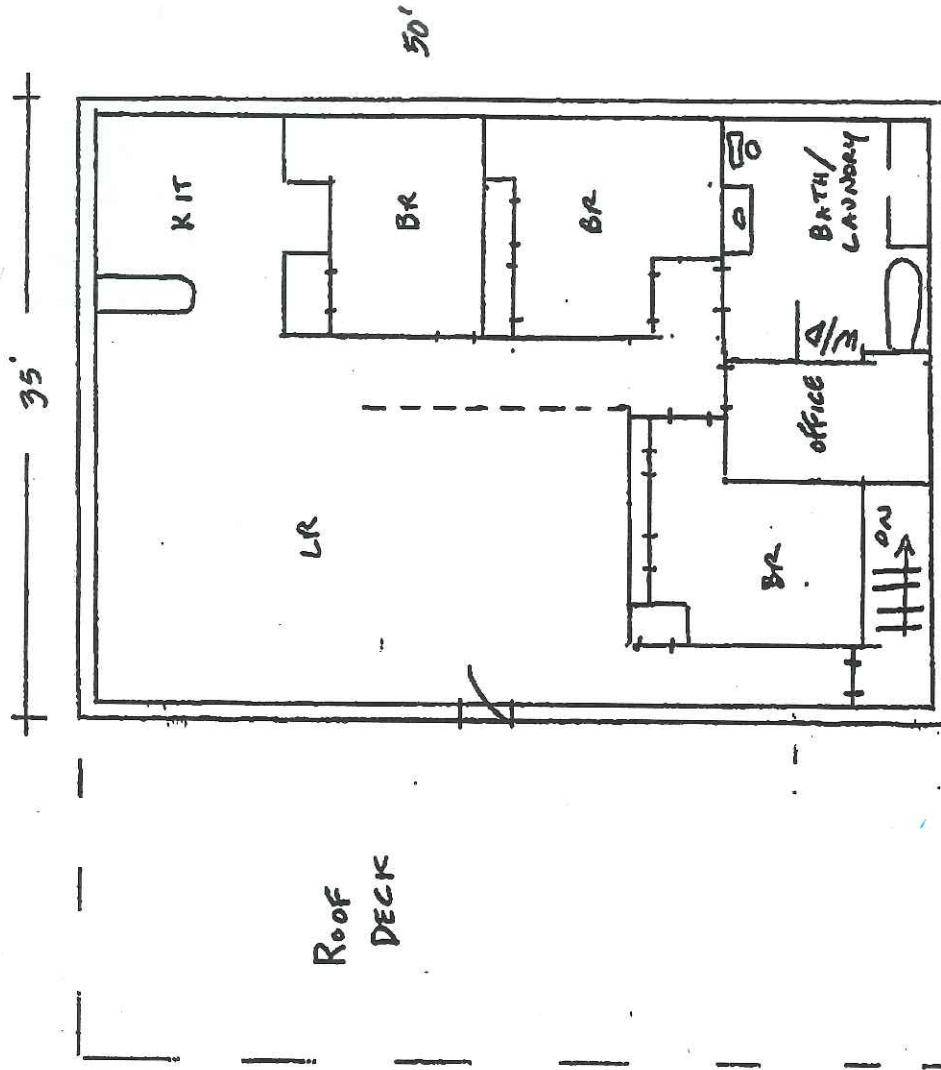 35'
50'
KIT
BR
BR
BATH/
LAUNDRY
LR
OFFICE
BR
DN
ROOF
DECK